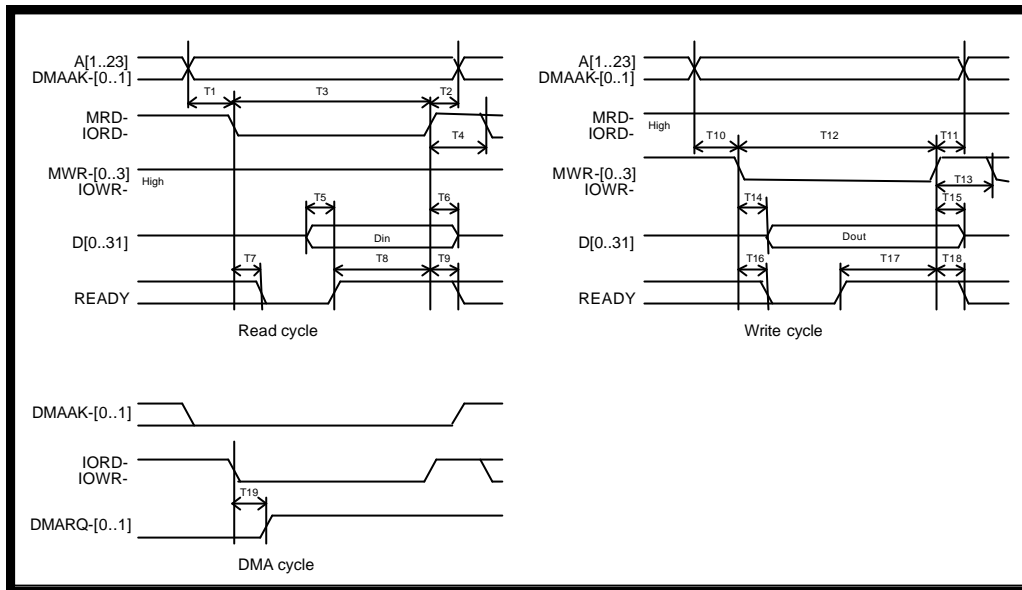 A[1..23]
DMAAK-[0..1]
T1 T3 T2
MRD-
IORD-
T4
MWR-[0..3]
IOWR-
High
T5 T6
D[0..31]
Din
T7 T8 T9
READY
Read cycle
A[1..23]
DMAAK-[0..1]
MRD-
IORD-
High
T10 T12 T11
MWR-[0..3]
IOWR-
T13
T14 T15
D[0..31]
Dout
T16 T17 T18
READY
Write cycle
DMAAK-[0..1]
IORD-
IOWR-
T19
DMARQ-[0..1]
DMA cycle